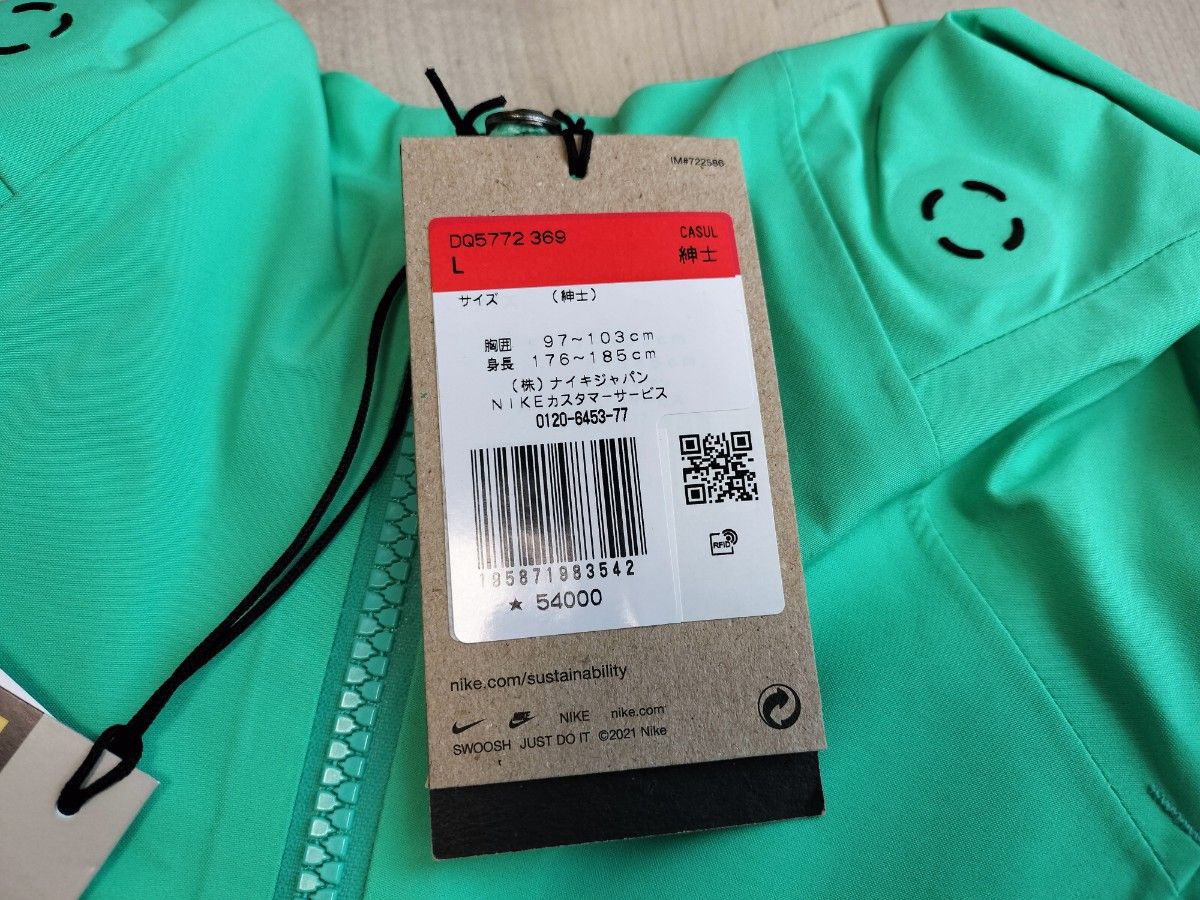 IM#722586
DQ5772 369
CASUL
L
紳士
サイズ （紳士）
胸囲 97~103cm
身長 176~185cm
（株）ナイキジャパン
NIKEカスタマーサービス
0120-6453-77
RFID
195871983542
★ 54000
nike.com/sustainability
NIKE nike.com
SWOOSH JUST DO IT ©2021 Nike